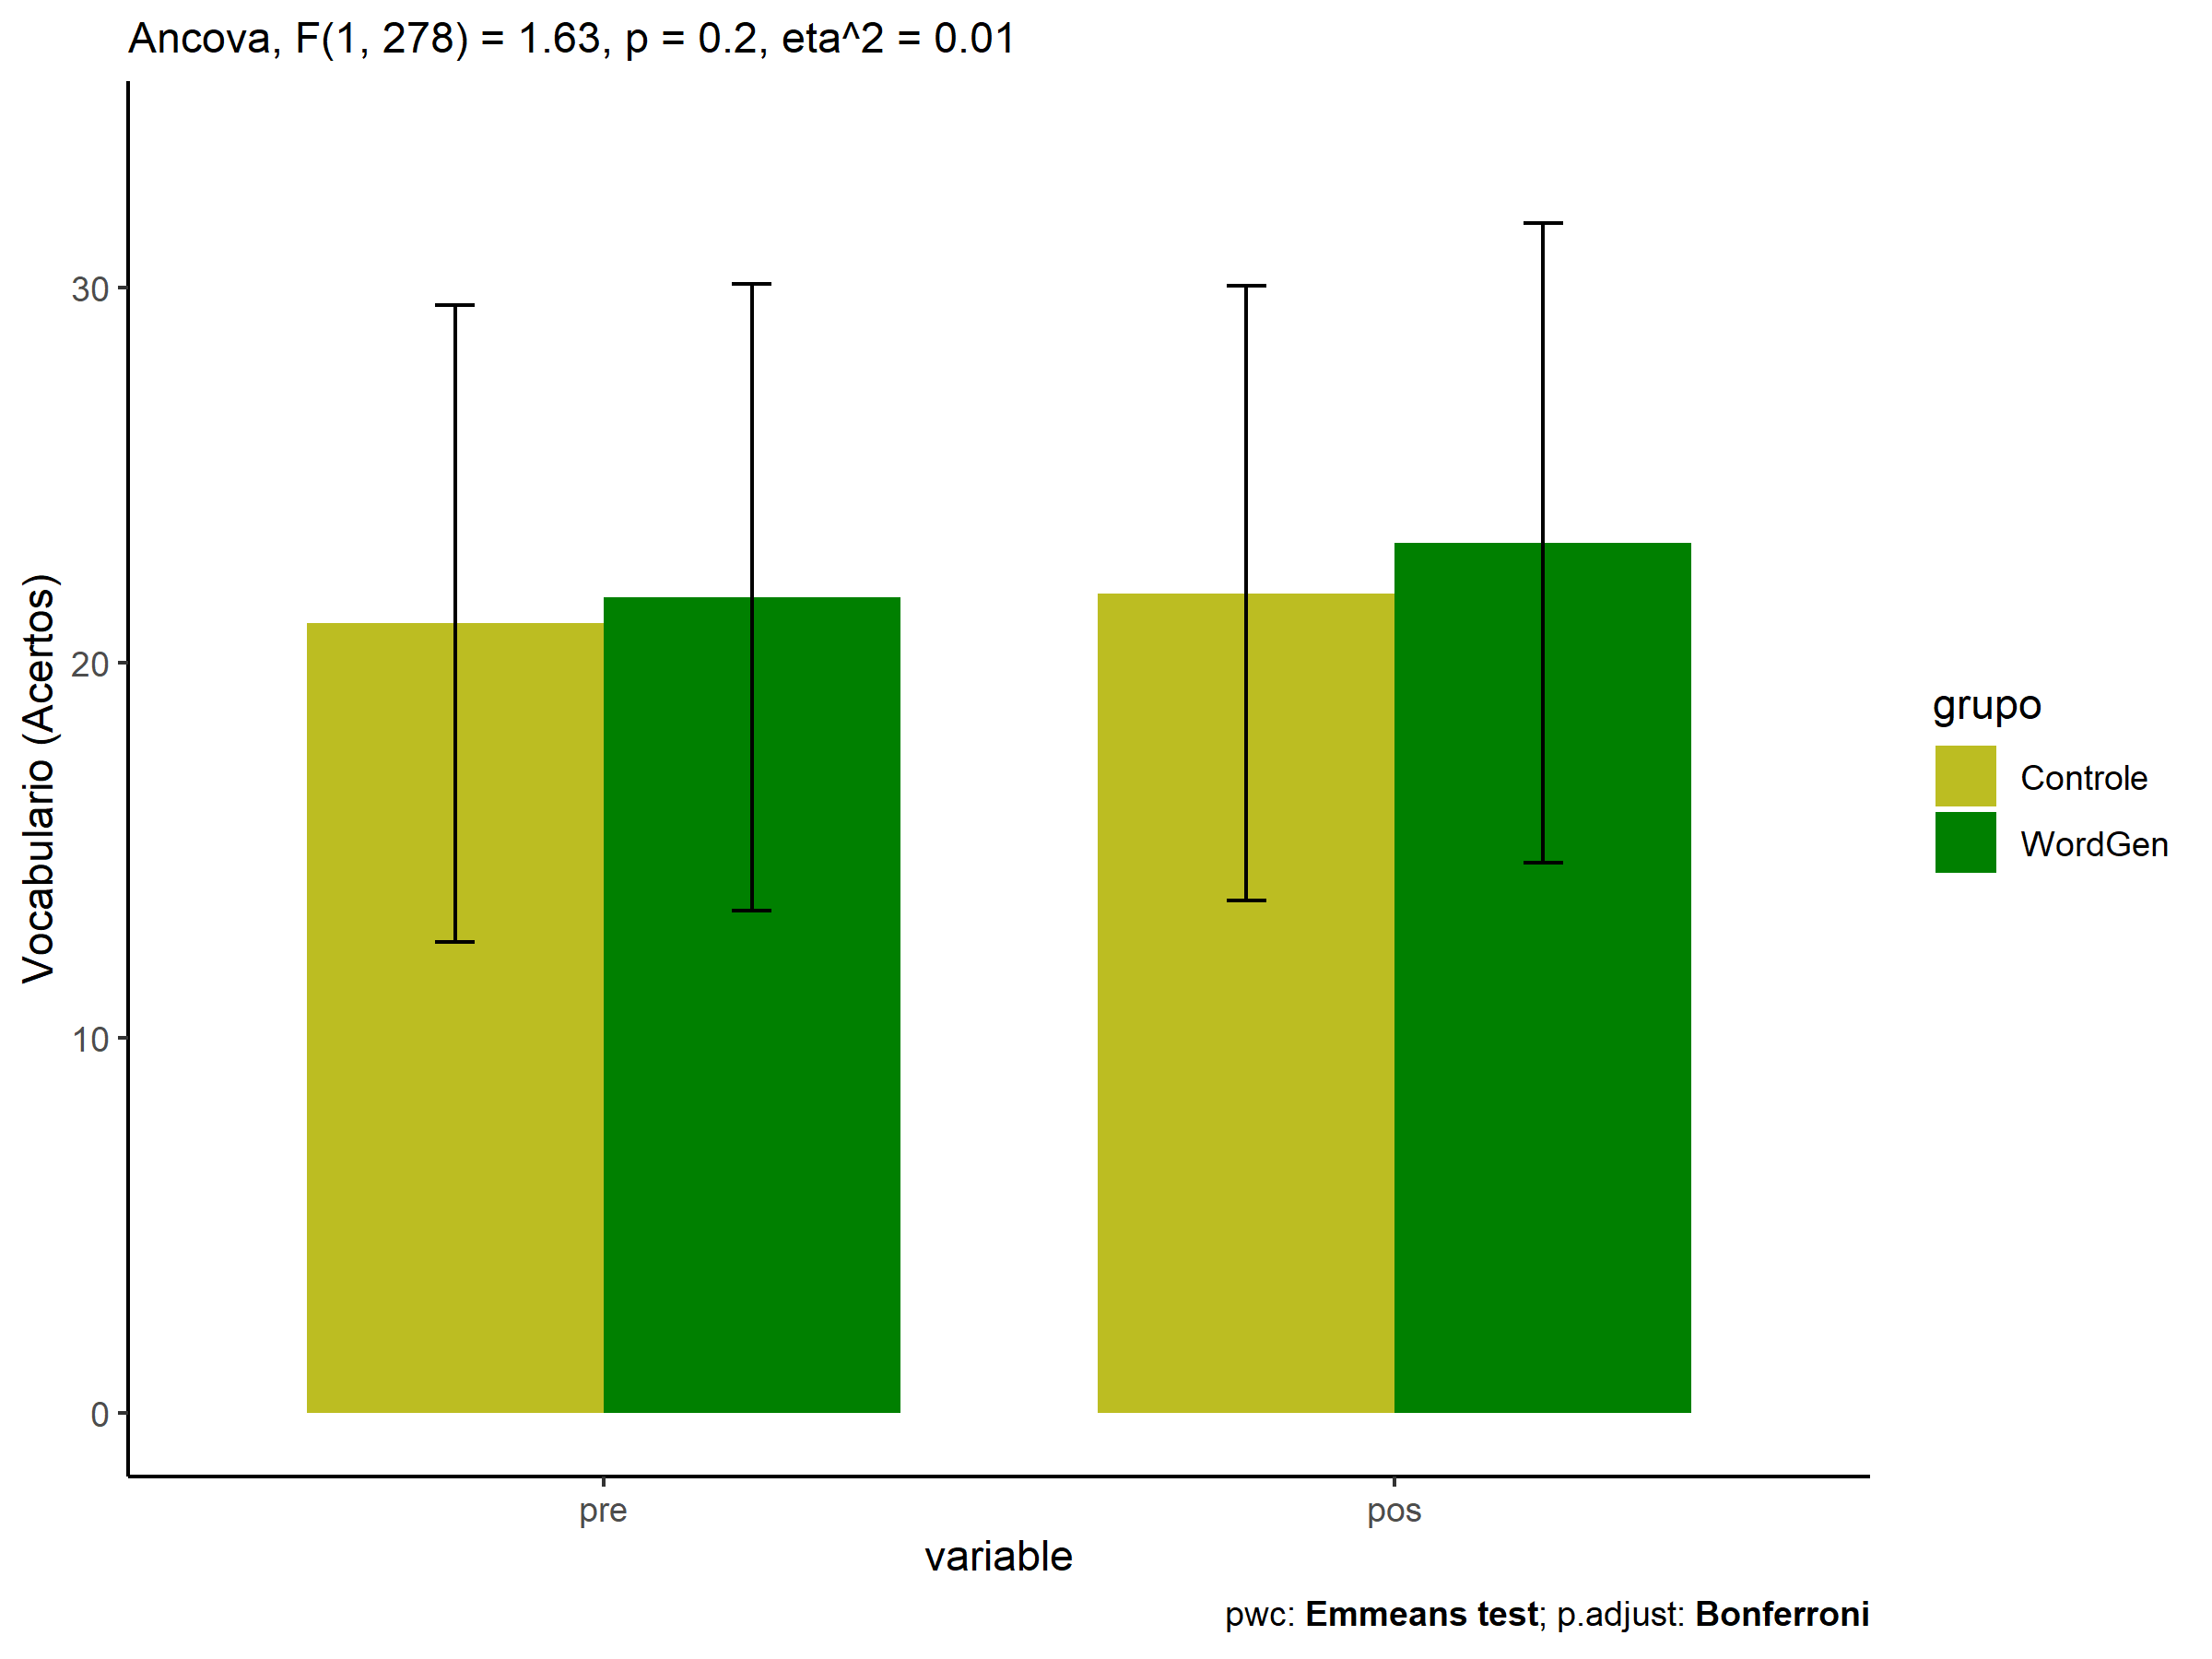 Ancova, F(1, 278) = 1.63, p = 0.2, eta^2 = 0.01
Vocabulario (Acertos)
30
20
10
0
pre
pos
variable
grupo
Controle
WordGen
pwc: Emmeans test; p.adjust: Bonferroni